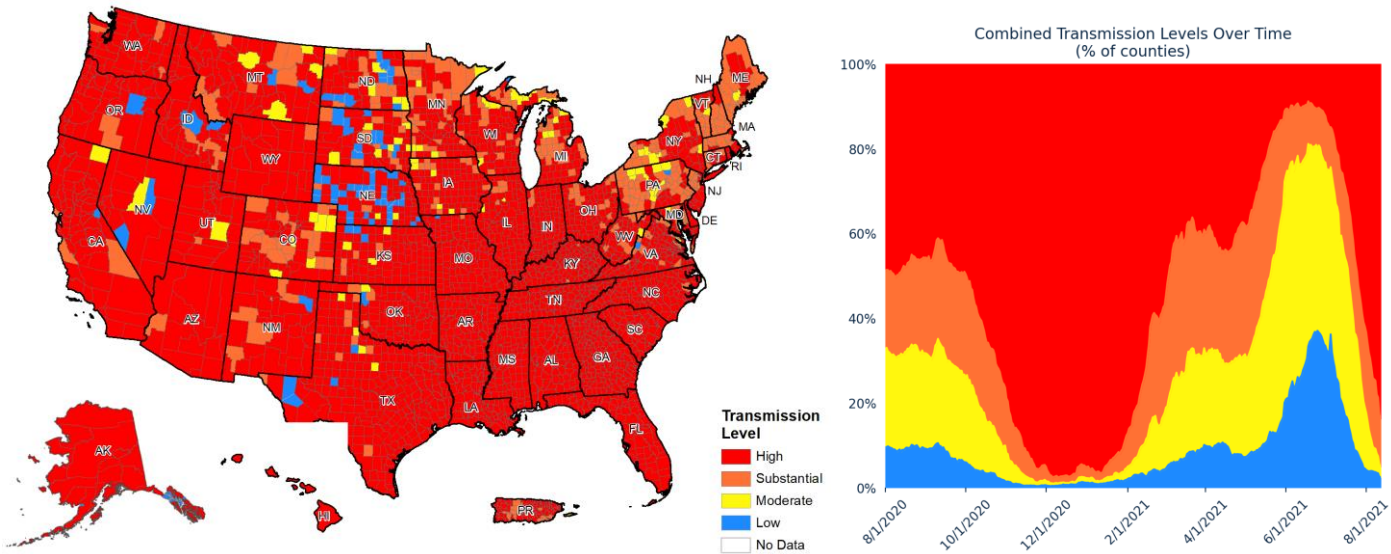 WA
MT
ND
MN
ME
NH
VT
OR
ID
SD
WI
MI
NY
MA
CT
RI
WY
IA
PA
NJ
NE
NV
UT
CO
IL
IN
OH
MD
DE
WV
VA
CA
KS
MO
KY
AZ
NM
OK
AR
TN
NC
SC
MS
AL
GA
TX
LA
FL
AK
HI
PR
Transmission
Level
High
Substantial
Moderate
Low
No Data
Combined Transmission Levels Over Time
(% of counties)
100%
80%
60%
40%
20%
0%
8/1/2020
10/1/2020
12/1/2020
2/1/2021
4/1/2021
6/1/2021
8/1/2021